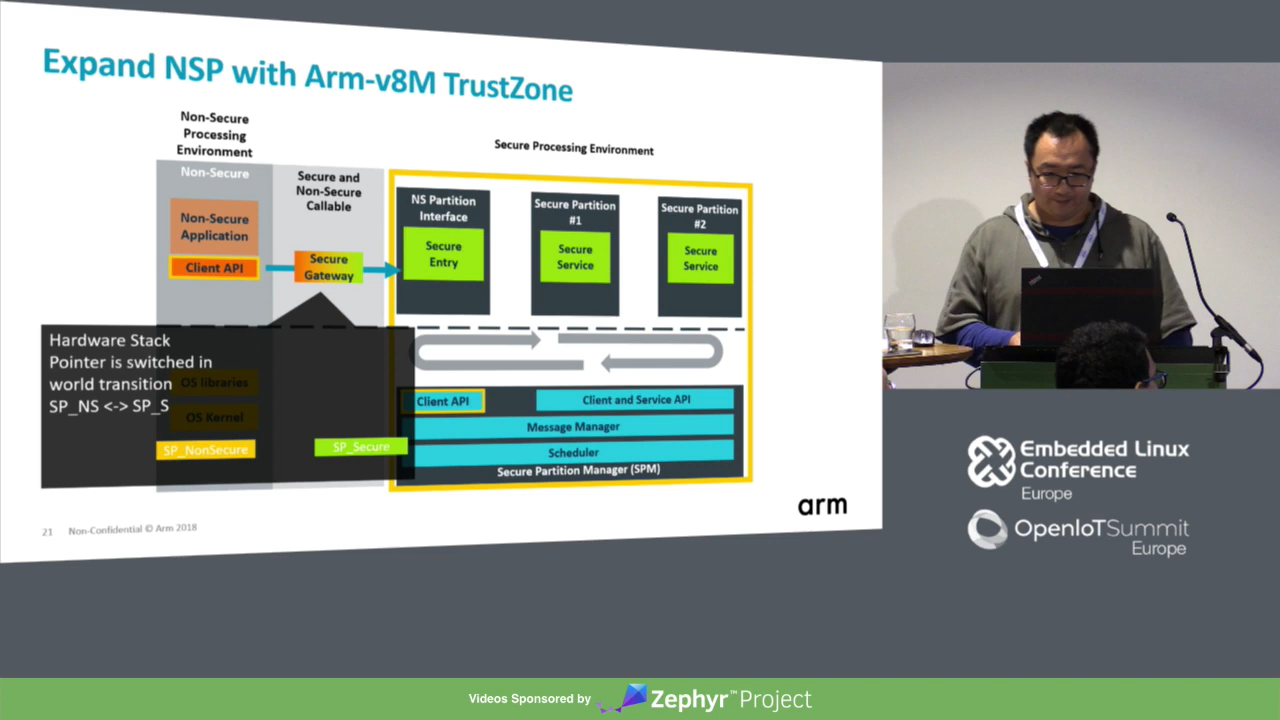 Expand NSP with Arm-v8M TrustZone
Non-Secure
Processing
Environment
Secure Processing Environment
Non-Secure
Secure and
Non-Secure
Callable
Non-Secure
Application
Client API
Secure
Gateway
NS Partition
Interface
Secure
Entry
Secure Partition
#1
Secure
Service
Secure Partition
#2
Secure
Service
Hardware Stack
Pointer is switched in
world transition
SP_NS <-> SP_S
OS libraries
OS Kernel
SP_NonSecure
SP_Secure
Client API
Client and Service API
Message Manager
Scheduler
Secure Partition Manager (SPM)
arm
21 Non-Confidential © Arm 2018
Embedded Linux
Conference
Europe
OpenIoTSummit
Europe
Videos Sponsored by Zephyr™Project